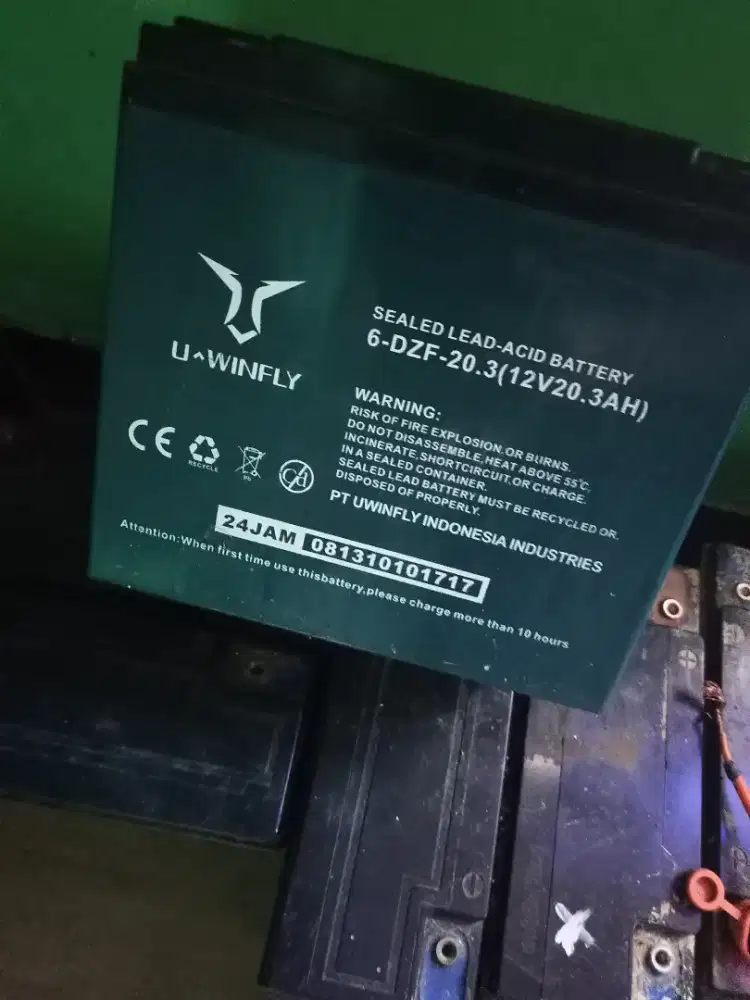 U^WINFLY
SEALED LEAD-ACID BATTERY
6-DZF-20.3(12V20.3AH)
WARNING:
RISK OF FIRE EXPLOSION.OR BURNS.
DO NOT DISASSEMBLE,HEAT ABOVE 55℃,
INCINERATE,SHORTCIRCUIT,OR CHARGE.
IN A SEALED CONTAINER.
SEALED LEAD BATTERY MUST BE RECYCLED OR.
DISPOSED OF PROPERLY.
PT UWINFLY INDONESIA INDUSTRIES
CE
RECYCLE
Pb
24JAM 081310101717
Attention:When first time use thisbattery,please charge more than 10 hours